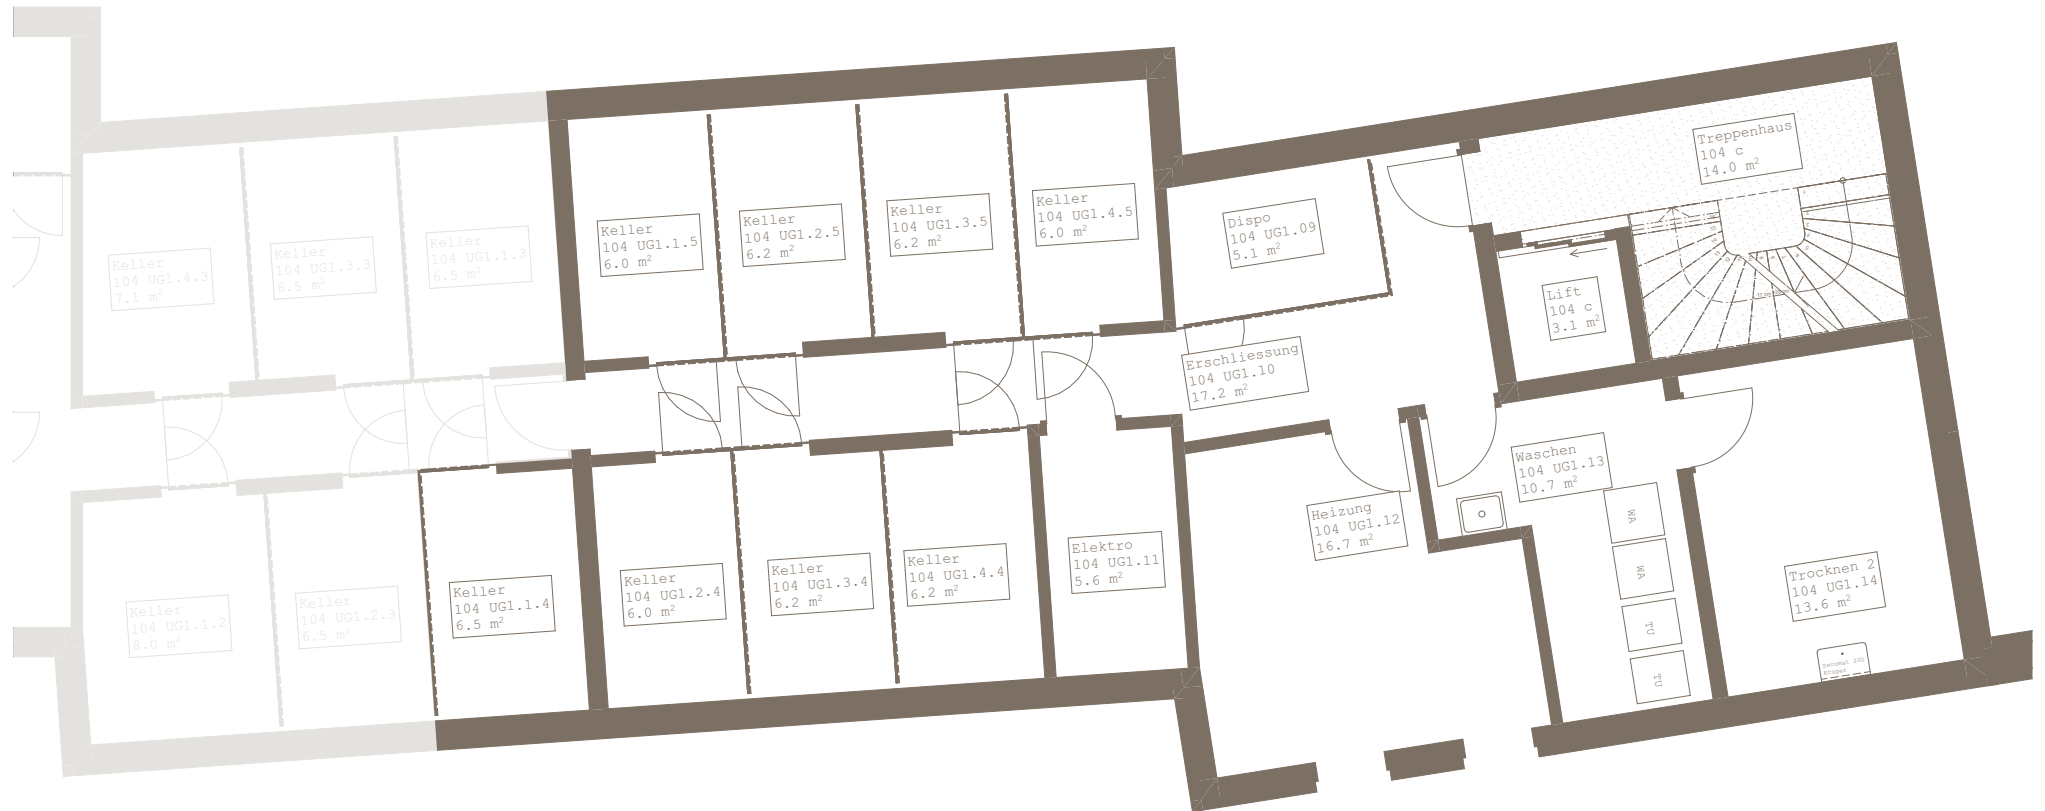 Keller
104 UG1.4.3
7.1 m²
Keller
104 UG1.3.3
6.5 m²
Keller
104 UG1.1.3
6.5 m²
Keller
104 UG1.1.5
6.0 m²
Keller
104 UG1.2.5
6.2 m²
Keller
104 UG1.3.5
6.2 m²
Keller
104 UG1.4.5
6.0 m²
Dispo
104 UG1.09
5.1 m²
Treppenhaus
104 c
14.0 m²
Lift
104 c
3.1 m²
Erschliessung
104 UG1.10
17.2 m²
Keller
104 UG1.1.2
8.0 m²
Keller
104 UG1.2.3
6.5 m²
Keller
104 UG1.1.4
6.5 m²
Keller
104 UG1.2.4
6.0 m²
Keller
104 UG1.3.4
6.2 m²
Keller
104 UG1.4.4
6.2 m²
Elektro
104 UG1.11
5.6 m²
Heizung
104 UG1.12
16.7 m²
Waschen
104 UG1.13
10.7 m²
WA
WA
TU
TU
Trocknen 2
104 UG1.14
13.6 m²
Secomat 200
Krüger